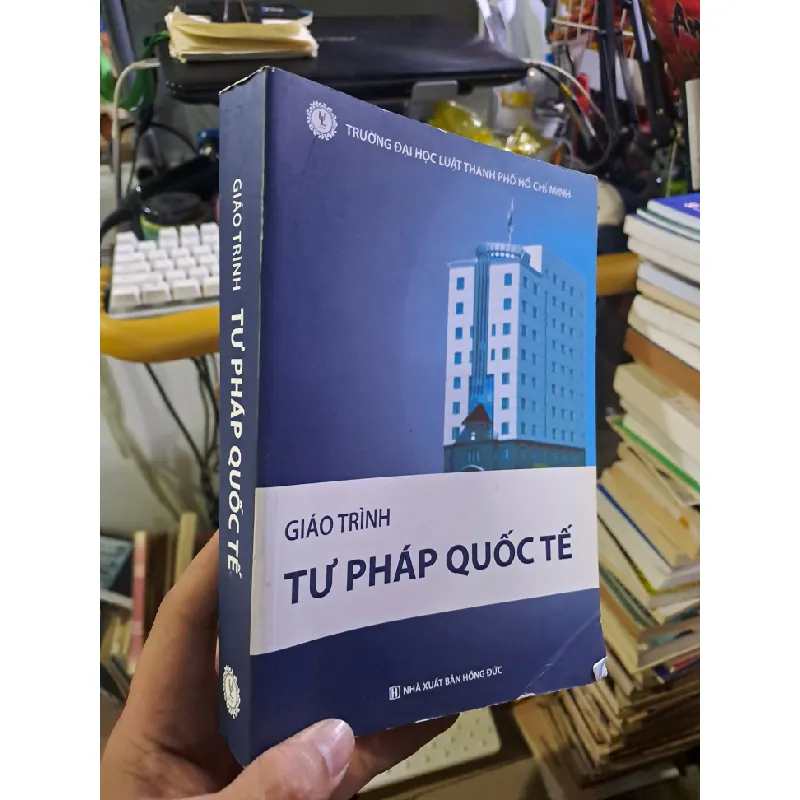 TRƯỜNG ĐẠI HỌC LUẬT THÀNH PHỐ HỒ CHÍ MINH
GIÁO TRÌNH
TƯ PHÁP QUỐC TẾ
NHÀ XUẤT BẢN HỒNG ĐỨC
GIÁO TRÌNH TƯ PHÁP QUỐC TẾ